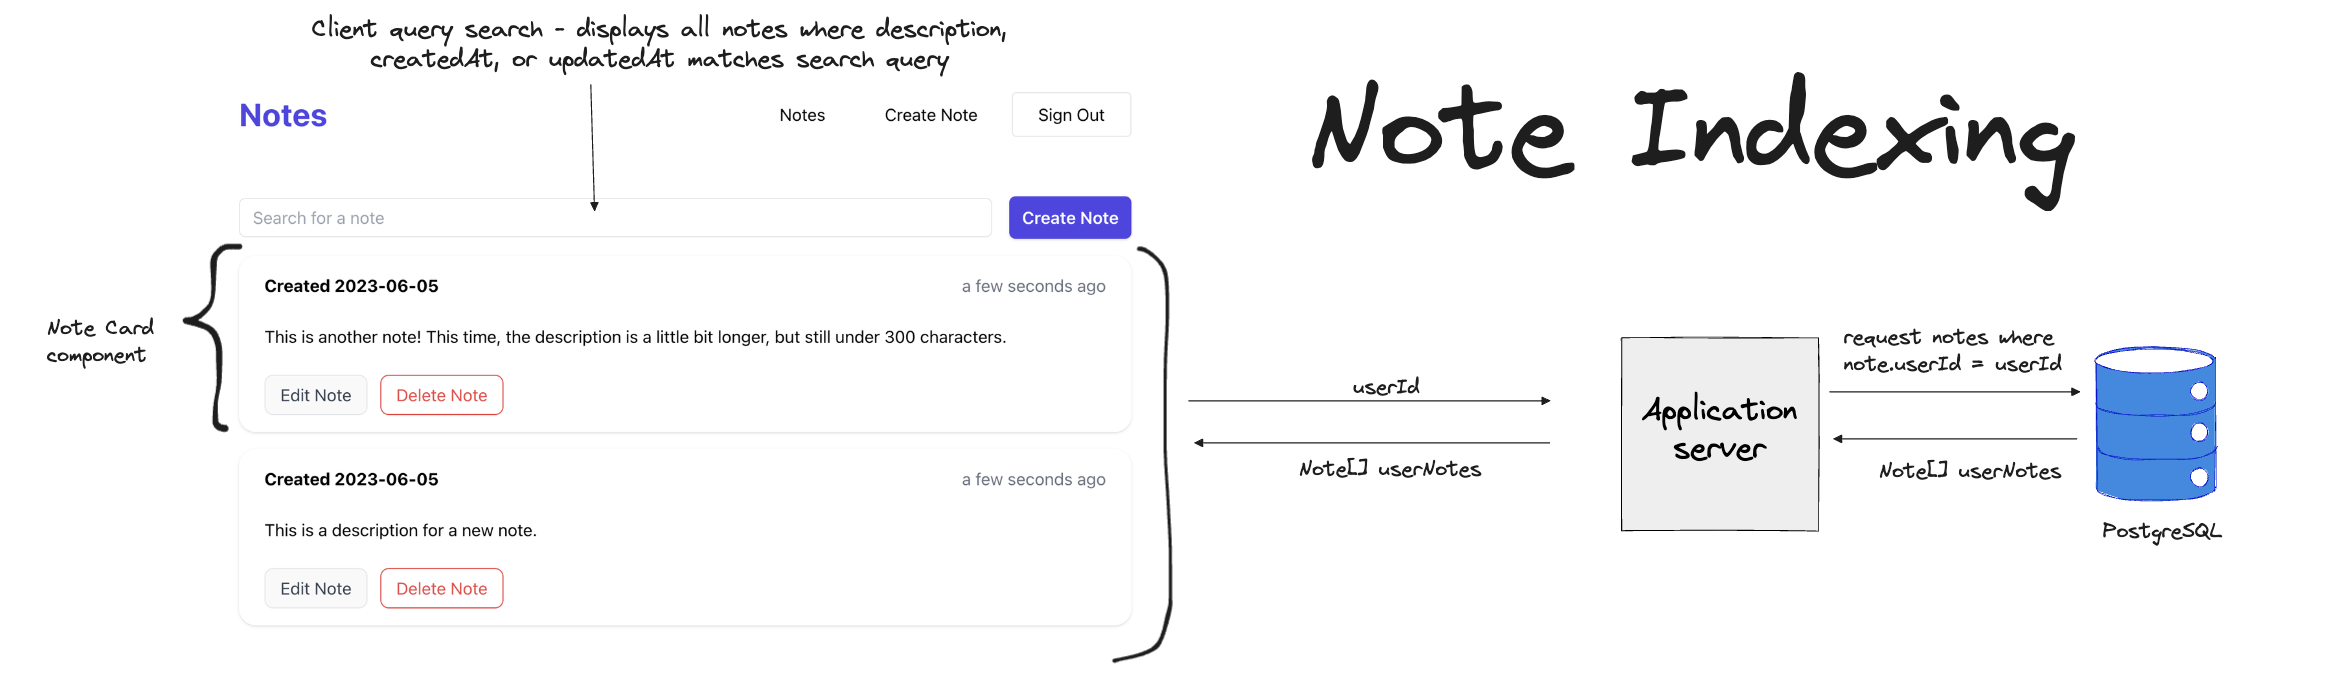 Client query search - displays all notes where description,
createdAt, or updatedAt matches search query
Note Indexing
Notes
Notes
Create Note
Sign Out
Search for a note
Create Note
Note Card
component
Created 2023-06-05
a few seconds ago
This is another note! This time, the description is a little bit longer, but still under 300 characters.
Edit Note
Delete Note
Created 2023-06-05
a few seconds ago
This is a description for a new note.
Edit Note
Delete Note
userId
Note[] userNotes
Application
server
request notes where
note.userId = userId
Note[] userNotes
PostgreSQL